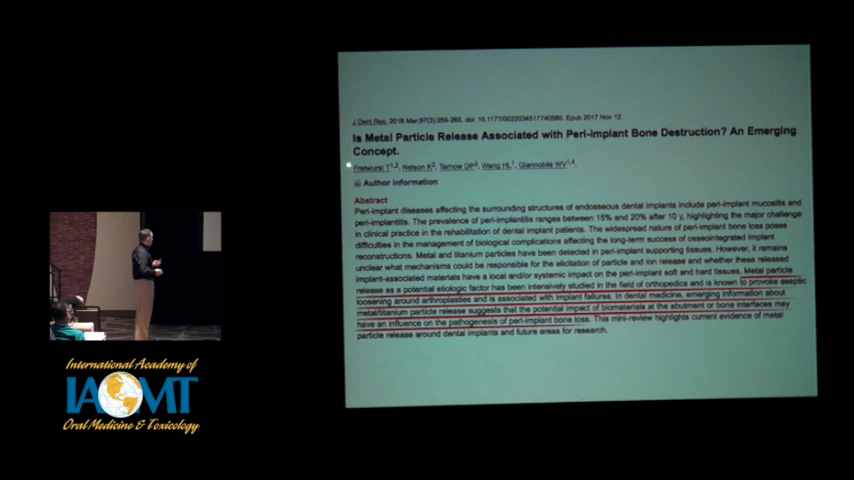 J Dent Res. 2018 Mar;97(3):259-265. doi: 10.1177/0022034517740560. Epub 2017 Nov 12.
Is Metal Particle Release Associated with Peri-implant Bone Destruction? An Emerging
Concept.
Fretwurst T1,2, Nelson K2, Tarnow DP3, Wang HL1, Giannobile WV1,4.
Author information
Abstract
Peri-implant diseases affecting the surrounding structures of endosseous dental implants include peri-implant mucositis and
peri-implantitis. The prevalence of peri-implantitis ranges between 15% and 20% after 10 y, highlighting the major challenge
in clinical practice in the rehabilitation of dental implant patients. The widespread nature of peri-implant bone loss poses
difficulties in the management of biological complications affecting the long-term success of osseointegrated implant
reconstructions. Metal and titanium particles have been detected in peri-implant supporting tissues. However, it remains
unclear what mechanisms could be responsible for the elicitation of particle and ion release and whether these released
implant-associated materials have a local and/or systemic impact on the peri-implant soft and hard tissues. Metal particle
release as a potential etiologic factor has been intensively studied in the field of orthopedics and is known to provoke aseptic
loosening around arthroplasties and is associated with implant failures. In dental medicine, emerging information about
metal/titanium particle release suggests that the potential impact of biomaterials at the abutment or bone interfaces may
have an influence on the pathogenesis of peri-implant bone loss. This mini-review highlights current evidence of metal
particle release around dental implants and future areas for research.
International Academy of
IAOMT
Oral Medicine & Toxicology